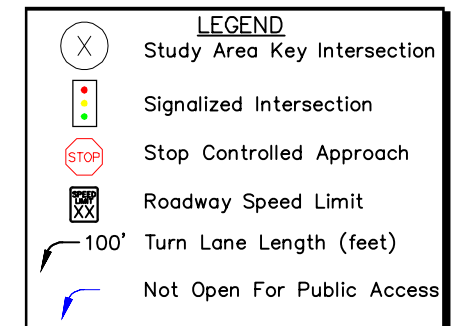 LEGEND
X Study Area Key Intersection
Signalized Intersection
STOP Stop Controlled Approach
SPEED
LIMIT
XX Roadway Speed Limit
100' Turn Lane Length (feet)
Not Open For Public Access